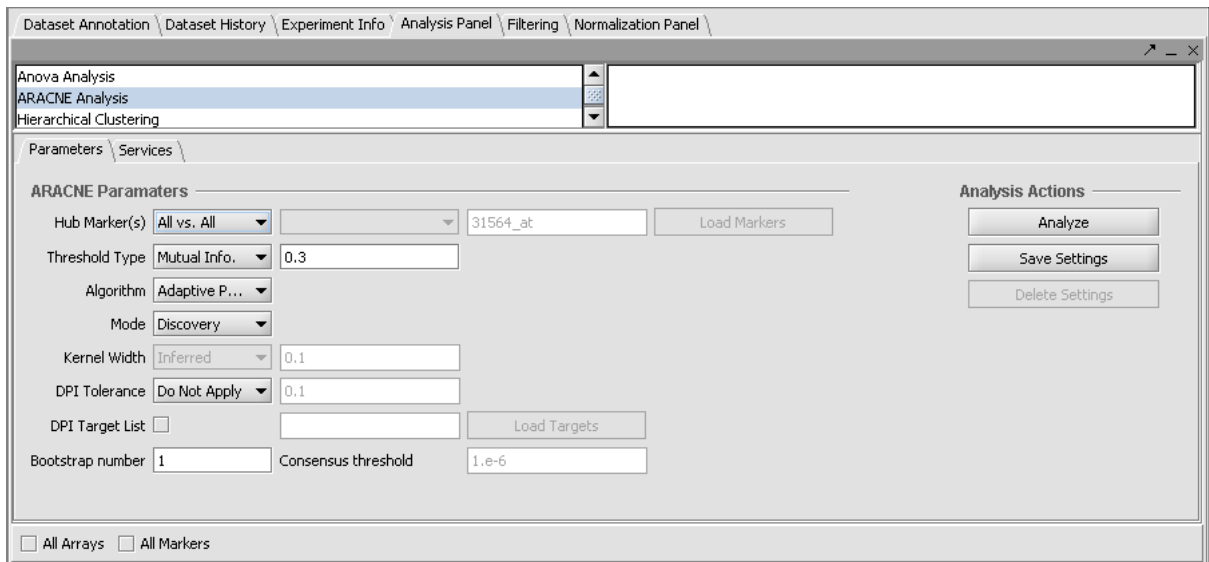 Dataset Annotation Dataset History Experiment Info Analysis Panel Filtering Normalization Panel
Anova Analysis
ARACNE Analysis
Hierarchical Clustering
Parameters Services
ARACNE Paramaters Analysis Actions
Hub Marker(s) All vs. All 31564_at Load Markers Analyze
Threshold Type Mutual Info. 0.3 Save Settings
Algorithm Adaptive P... Delete Settings
Mode Discovery
Kernel Width Inferred 0.1
DPI Tolerance Do Not Apply 0.1
DPI Target List Load Targets
Bootstrap number 1 Consensus threshold 1.e-6
All Arrays All Markers